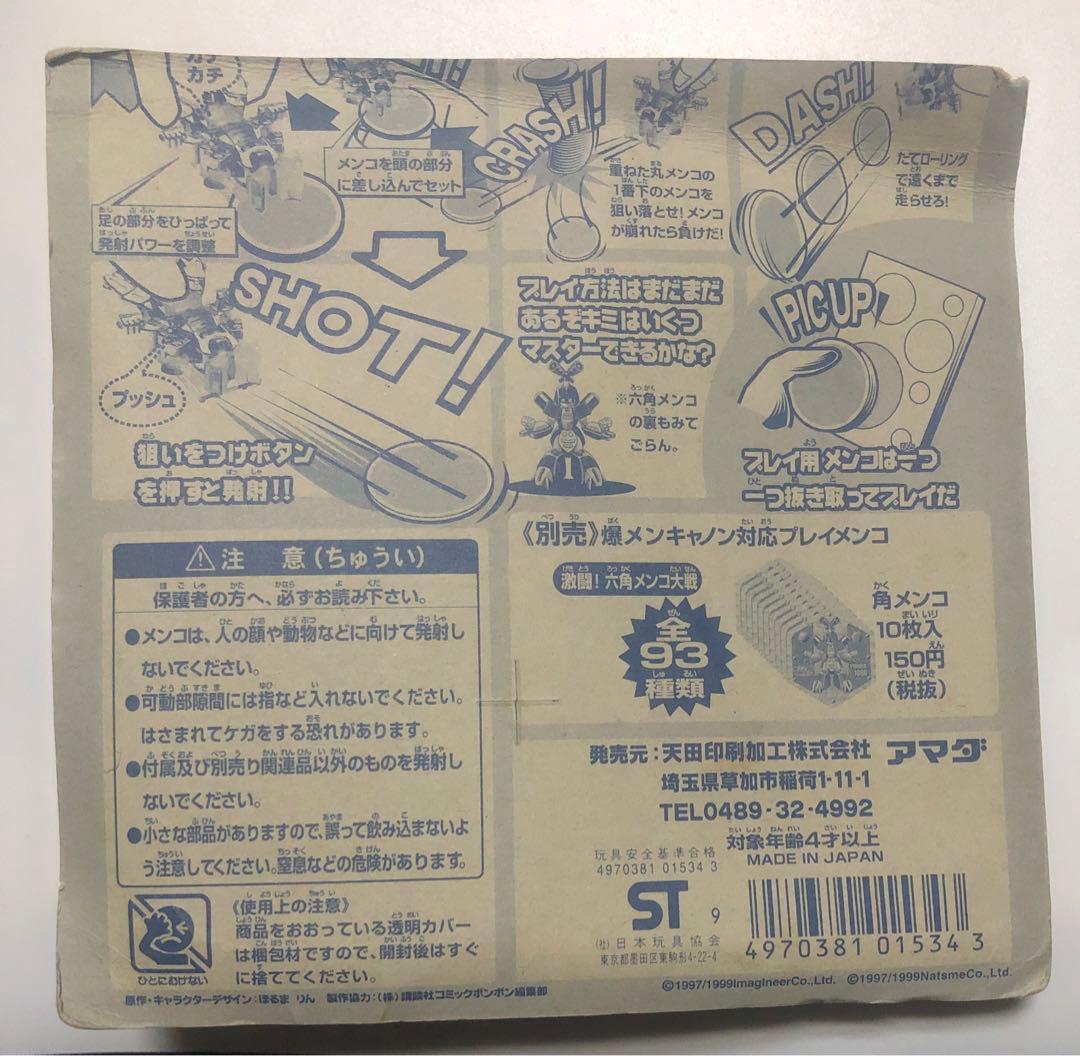 カチ
カチ
メンコを頭の部分
に差し込んでセット
足の部分をひっぱって
発射パワーを調整
CRASH!
重ねた丸メンコの
1番下のメンコを
狙い落とせ!メンコ
が崩れたら負けだ!
DASH!
たてローリング
で遠くまで
走らせろ!
SHOT!
プッシュ
狙いをつけボタン
を押すと発射!!
プレイ方法はまだまだ
あるぞキミはいくつ
マスターできるかな?
※六角メンコ
の裏もみて
ごらん。
1
PIC UP
プレイ用メンコは一つ
一つ抜き取ってプレイだ
⚠注 意(ちゅうい)
保護者の方へ、必ずお読み下さい。
●メンコは、人の顔や動物などに向けて発射し
ないでください。
●可動部隙間には指など入れないでください。
はさまれてケガをする恐れがあります。
●付属及び別売り関連品以外のものを発射し
ないでください。
●小さな部品がありますので、誤って飲み込まないよ
う注意してください。窒息などの危険があります。
ひとにむけない
《使用上の注意》
商品をおおっている透明カバー
は梱包材ですので、開封後はすぐ
に捨ててください。
原作・キャラクターデザイン:ほるま りん 製作協力:(株)講談社コミックボンボン編集部
《別売》爆メンキャノン対応プレイメンコ
激闘!六角メンコ大戦
全
93
種類
角メンコ
10枚入
150円
(税抜)
発売元:天田印刷加工株式会社 アマダ
埼玉県草加市稲荷1-11-1
TEL0489-32-4992
対象年齢4才以上
MADE IN JAPAN
玩具安全基準合格
4970381 01534 3
ST 9
(社)日本玩具協会
東京都墨田区東駒形4-22-4
4970381 015343
©1997/1999ImagIneerCo.,Ltd. ©1997/1999NatsmeCo.,Ltd.